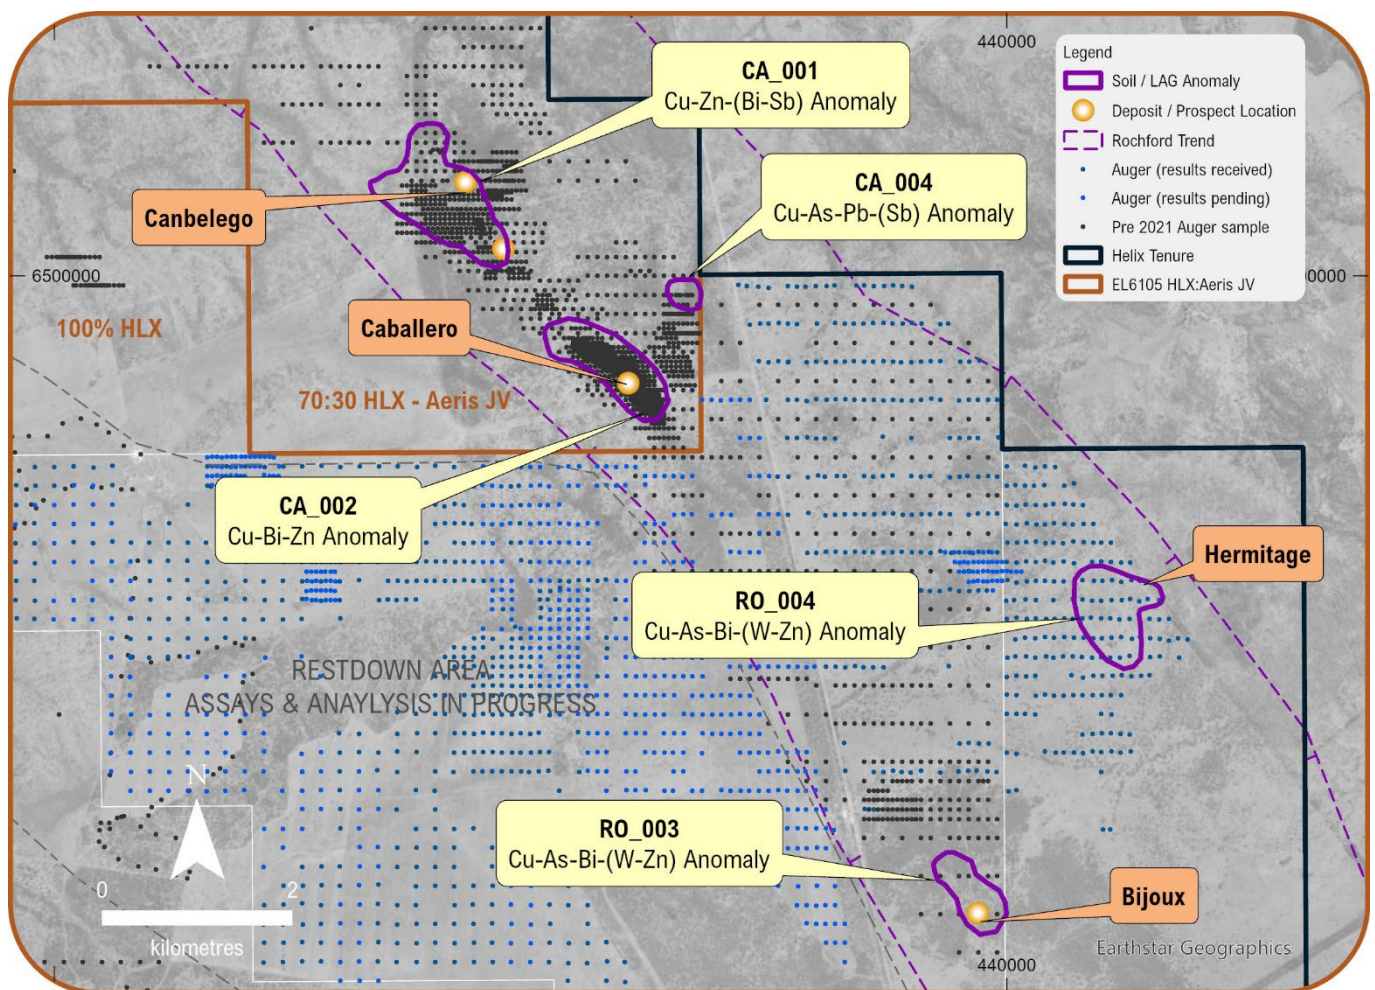 440000
Legend
Soil / LAG Anomaly
Deposit / Prospect Location
Rochford Trend
Auger (results received)
Auger (results pending)
Pre 2021 Auger sample
Helix Tenure
EL6105 HLX:Aeris JV
CA_001
Cu-Zn-(Bi-Sb) Anomaly
CA_004
Cu-As-Pb-(Sb) Anomaly
Canbelego
6500000
00000
100% HLX
Caballero
70:30 HLX - Aeris JV
CA_002
Cu-Bi-Zn Anomaly
Hermitage
RO_004
Cu-As-Bi-(W-Zn) Anomaly
RESTDOWN AREA
ASSAYS & ANAYLYSIS IN PROGRESS
N
RO_003
Cu-As-Bi-(W-Zn) Anomaly
0 2
kilometres
Bijoux
Earthstar Geographics
440000